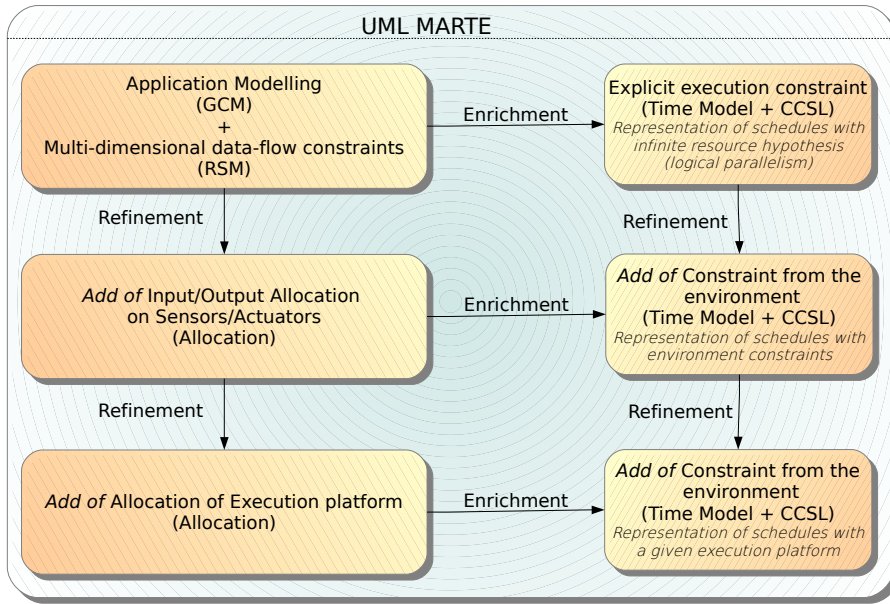 UML MARTE
Application Modelling
(GCM)
+
Multi-dimensional data-flow constraints
(RSM)
Enrichment
Explicit execution constraint
(Time Model + CCSL)
Representation of schedules with
infinite resource hypothesis
(logical parallelism)
Refinement
Refinement
Add of Input/Output Allocation
on Sensors/Actuators
(Allocation)
Enrichment
Add of Constraint from the
environment
(Time Model + CCSL)
Representation of schedules with
environment constraints
Refinement
Refinement
Add of Allocation of Execution platform
(Allocation)
Enrichment
Add of Constraint from the
environment
(Time Model + CCSL)
Representation of schedules with
a given execution platform